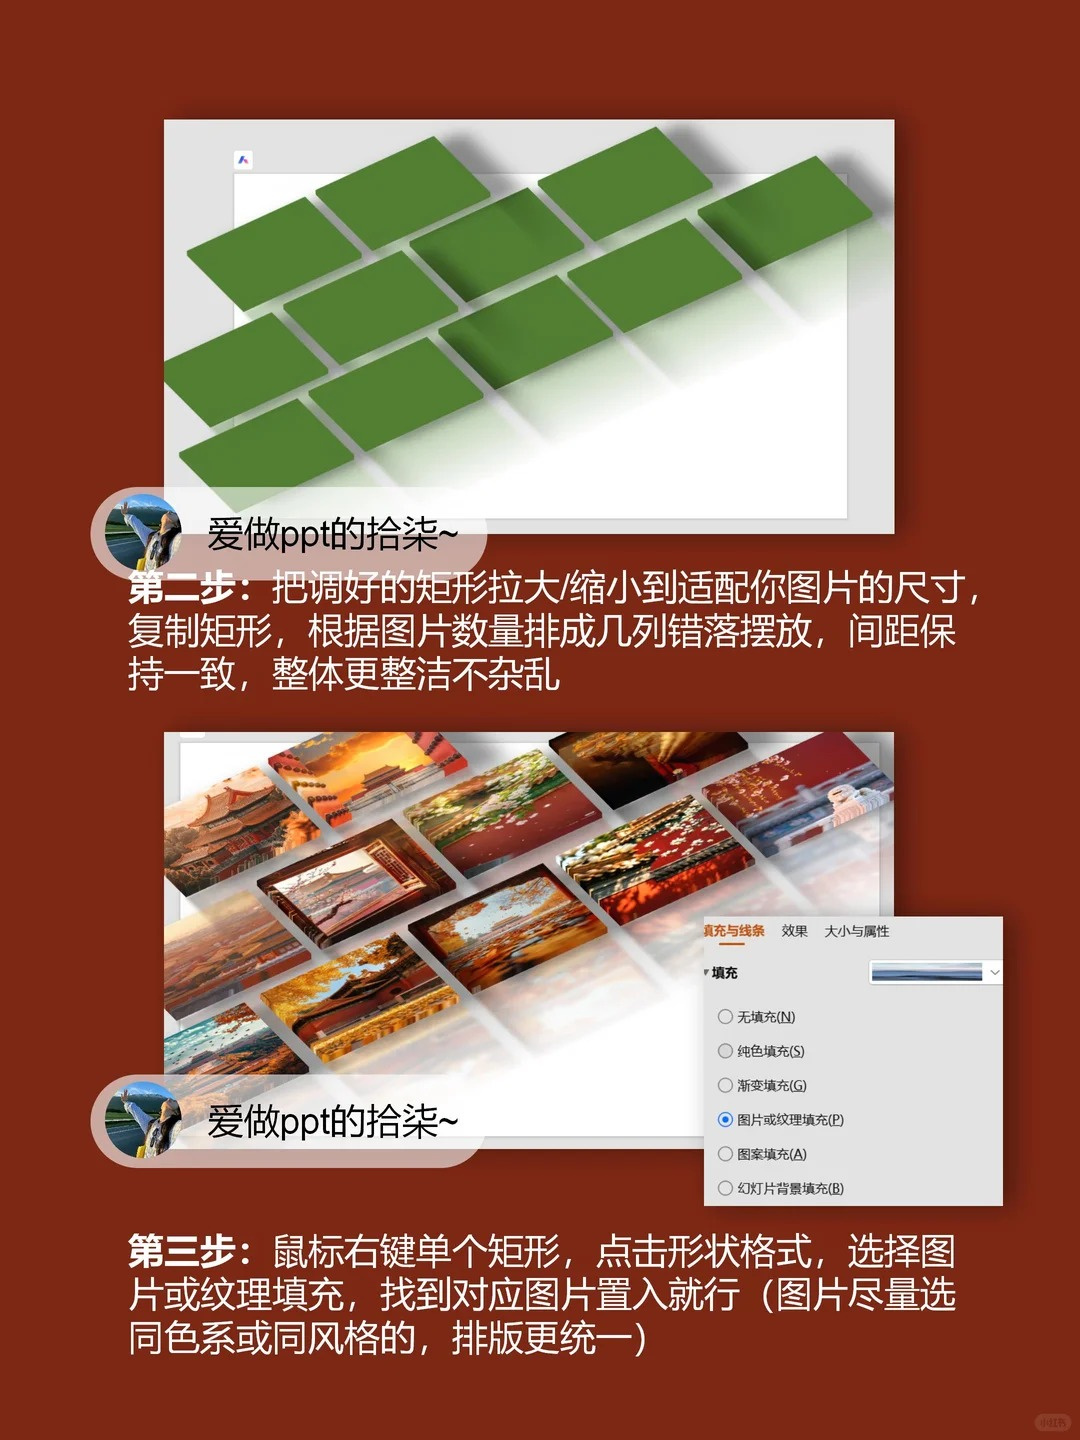 爱做ppt的拾柒~
第二步：把调好的矩形拉大/缩小到适配你图片的尺寸，
复制矩形，根据图片数量排成几列错落摆放，间距保
持一致，整体更整洁不杂乱
填充与线条 效果 大小与属性
填充
无填充(N)
纯色填充(S)
渐变填充(G)
图片或纹理填充(P)
图案填充(A)
幻灯片背景填充(B)
爱做ppt的拾柒~
第三步：鼠标右键单个矩形，点击形状格式，选择图
片或纹理填充，找到对应图片置入就行（图片尽量选
同色系或同风格的，排版更统一）
小红书